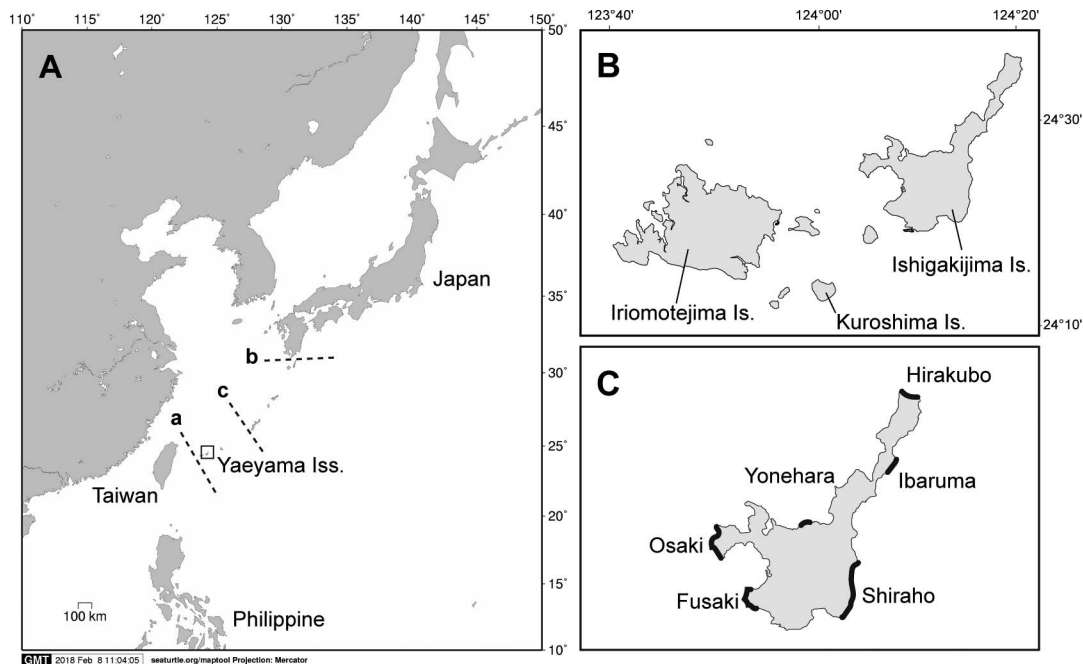 110° 115° 120° 125° 130° 135° 140° 145° 150°
A
50°
45°
40°
35°
30°
25°
20°
15°
10°
Japan
b
c
a
Yaeyama Iss.
Taiwan
Philippine
100 km
GMT 2018 Feb 8 11:04:05 seaturtle.org/maptool Projection: Mercator
123°40' 124°00' 124°20'
B
24°30'
24°10'
Ishigakijima Is.
Iriomotejima Is.
Kuroshima Is.
C
Hirakubo
Ibaruma
Yonehara
Osaki
Fusaki
Shiraho